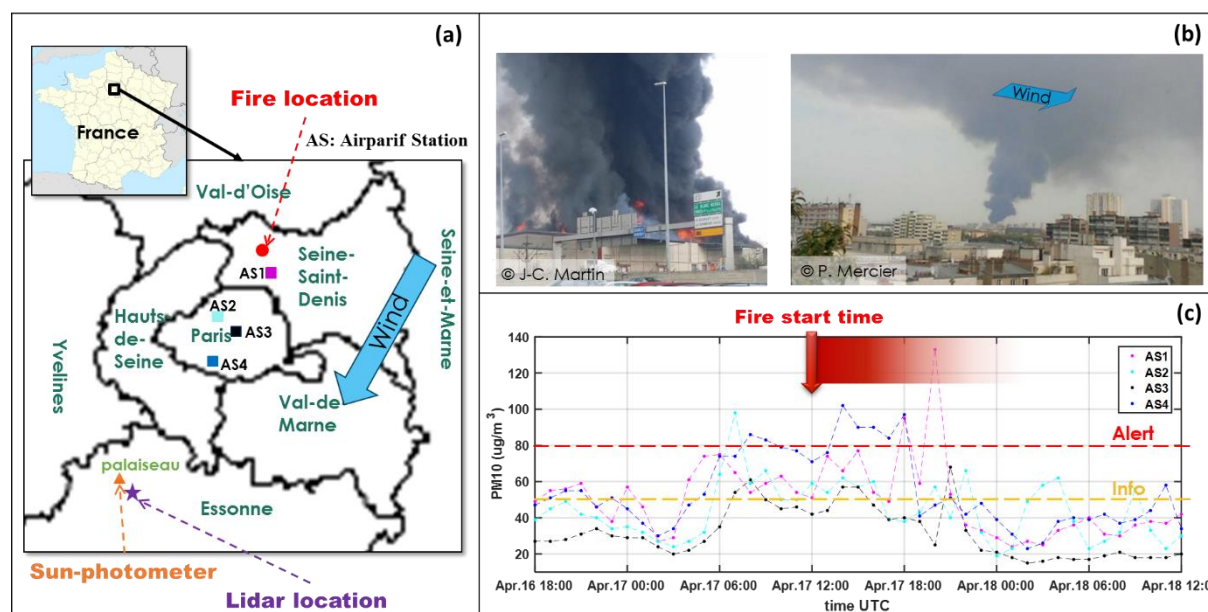 (a)
France
Fire location
AS: Airparif Station
Val-d'Oise
AS1
Seine-
Saint-
Denis
Seine-et-Marne
AS2
Hauts-
de-
Seine
Paris
AS3
AS4
Wind
Yvelines
Val-de
Marne
palaiseau
Essonne
Sun-photometer
Lidar location
(b)
© J-C. Martin
Wind
© P. Mercier
(c)
Fire start time
140
120
100
80
60
40
20
PM10 (ug/m³)
AS1
AS2
AS3
AS4
Alert
Info
Apr.16 18:00 Apr.17 00:00 Apr.17 06:00 Apr.17 12:00 Apr.17 18:00 Apr.18 00:00 Apr.18 06:00 Apr.18 12:00
time UTC